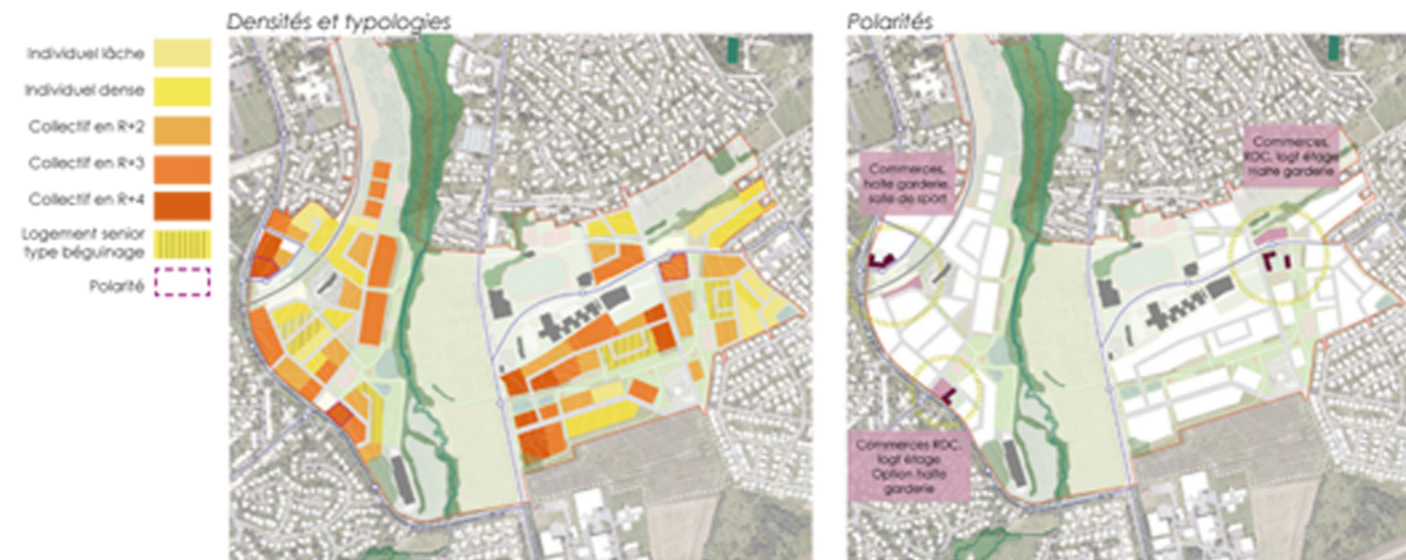 Densités et typologies
Individuel lâche
Individuel dense
Collectif en R+2
Collectif en R+3
Collectif en R+4
Logement senior
type béguinage
Polarité
Polarités
Commerces,
halte garderie,
salle de sport
Commerces,
RDC, logt étage
Halte garderie
Commerces RDC,
logt étage
Option halte
garderie